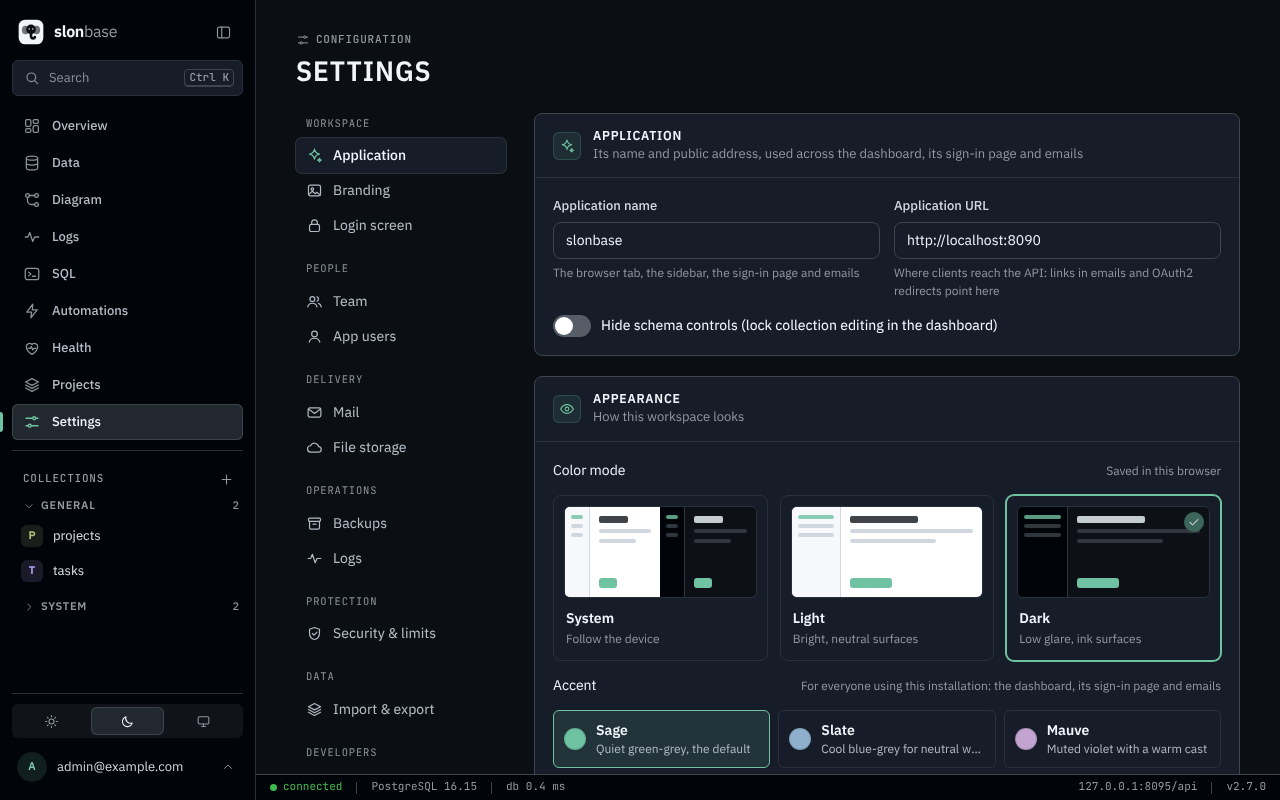 slonbase
Search
Ctrl K
Overview
Data
Diagram
Logs
SQL
Automations
Health
Projects
Settings
COLLECTIONS
GENERAL 2
P projects
T tasks
SYSTEM 2
A admin@example.com
CONFIGURATION
SETTINGS
WORKSPACE
Application
Branding
Login screen
PEOPLE
Team
App users
DELIVERY
Mail
File storage
OPERATIONS
Backups
Logs
PROTECTION
Security & limits
DATA
Import & export
DEVELOPERS
APPLICATION
Its name and public address, used across the dashboard, its sign-in page and emails
Application name
slonbase
The browser tab, the sidebar, the sign-in page and emails
Application URL
http://localhost:8090
Where clients reach the API: links in emails and OAuth2
redirects point here
Hide schema controls (lock collection editing in the dashboard)
APPEARANCE
How this workspace looks
Color mode
Saved in this browser
System
Follow the device
Light
Bright, neutral surfaces
Dark
Low glare, ink surfaces
Accent
For everyone using this installation: the dashboard, its sign-in page and emails
Sage
Quiet green-grey, the default
Slate
Cool blue-grey for neutral w...
Mauve
Muted violet with a warm cast
connected
PostgreSQL 16.15
db 0.4 ms
127.0.0.1:8095/api
v2.7.0